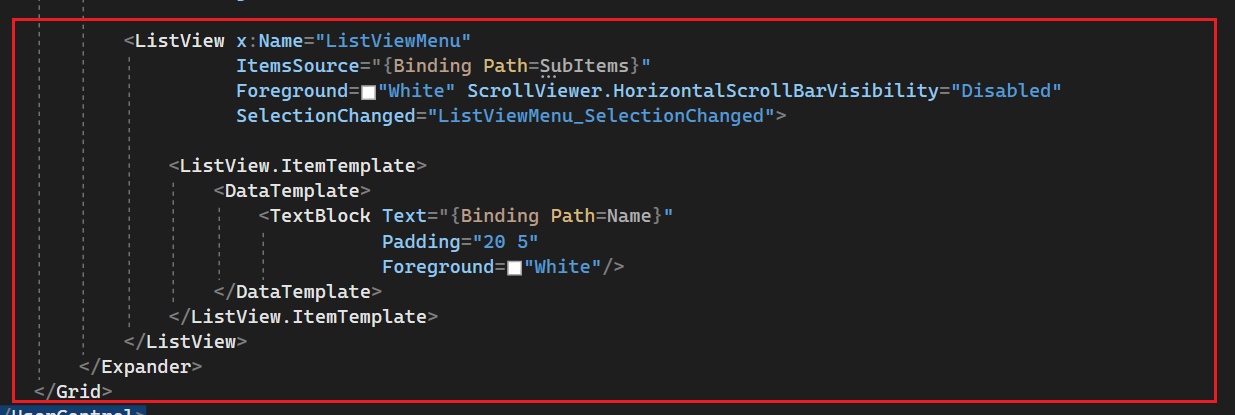 <ListView x:Name="ListViewMenu"
ItemsSource="{Binding Path=SubItems}"
Foreground="White" ScrollViewer.HorizontalScrollBarVisibility="Disabled"
SelectionChanged="ListViewMenu_SelectionChanged">
<ListView.ItemTemplate>
<DataTemplate>
<TextBlock Text="{Binding Path=Name}"
Padding="20 5"
Foreground="White"/>
</DataTemplate>
</ListView.ItemTemplate>
</ListView>
</Expander>
</Grid>
/UserControl>